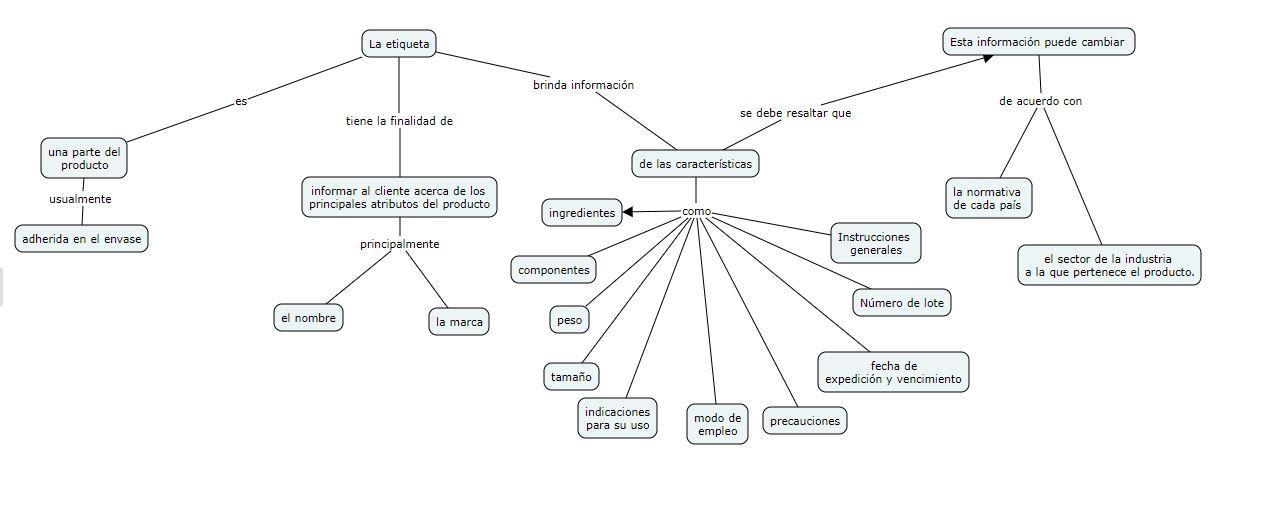 La etiqueta
Esta información puede cambiar
brinda información
es
de acuerdo con
se debe resaltar que
tiene la finalidad de
una parte del
producto
de las características
usualmente
informar al cliente acerca de los
principales atributos del producto
la normativa
de cada país
ingredientes
como
adherida en el envase
principalmente
Instrucciones
generales
componentes
el sector de la industria
a la que pertenece el producto.
Número de lote
el nombre
la marca
peso
fecha de
expedición y vencimiento
tamaño
indicaciones
para su uso
modo de
empleo
precauciones